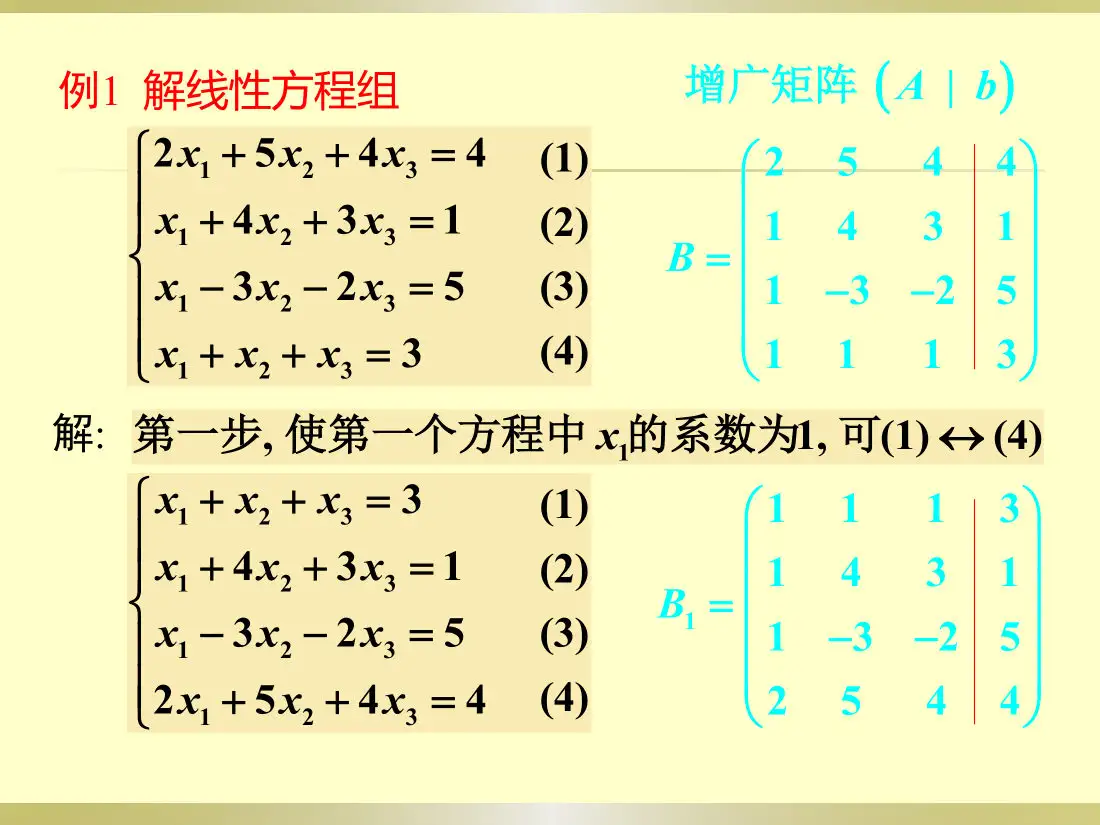 例1 解线性方程组
增广矩阵 (A | b)
2x₁ + 5x₂ + 4x₃ = 4 (1)
x₁ + 4x₂ + 3x₃ = 1 (2)
x₁ − 3x₂ − 2x₃ = 5 (3)
x₁ + x₂ + x₃ = 3 (4)
B =
2 5 4 4
1 4 3 1
1 −3 −2 5
1 1 1 3
解: 第一步, 使第一个方程中 x₁的系数为1, 可(1) ↔ (4)
x₁ + x₂ + x₃ = 3 (1)
x₁ + 4x₂ + 3x₃ = 1 (2)
x₁ − 3x₂ − 2x₃ = 5 (3)
2x₁ + 5x₂ + 4x₃ = 4 (4)
B₁ =
1 1 1 3
1 4 3 1
1 −3 −2 5
2 5 4 4